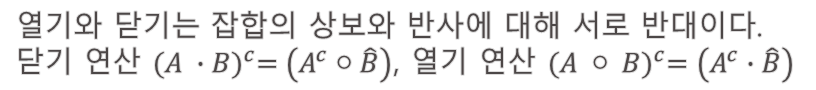 열기와 닫기는 잡합의 상보와 반사에 대해 서로 반대이다.
닫기 연산 (A · B)ᶜ= (Aᶜ ○ B̂), 열기 연산 (A ○ B)ᶜ= (Aᶜ · B̂)